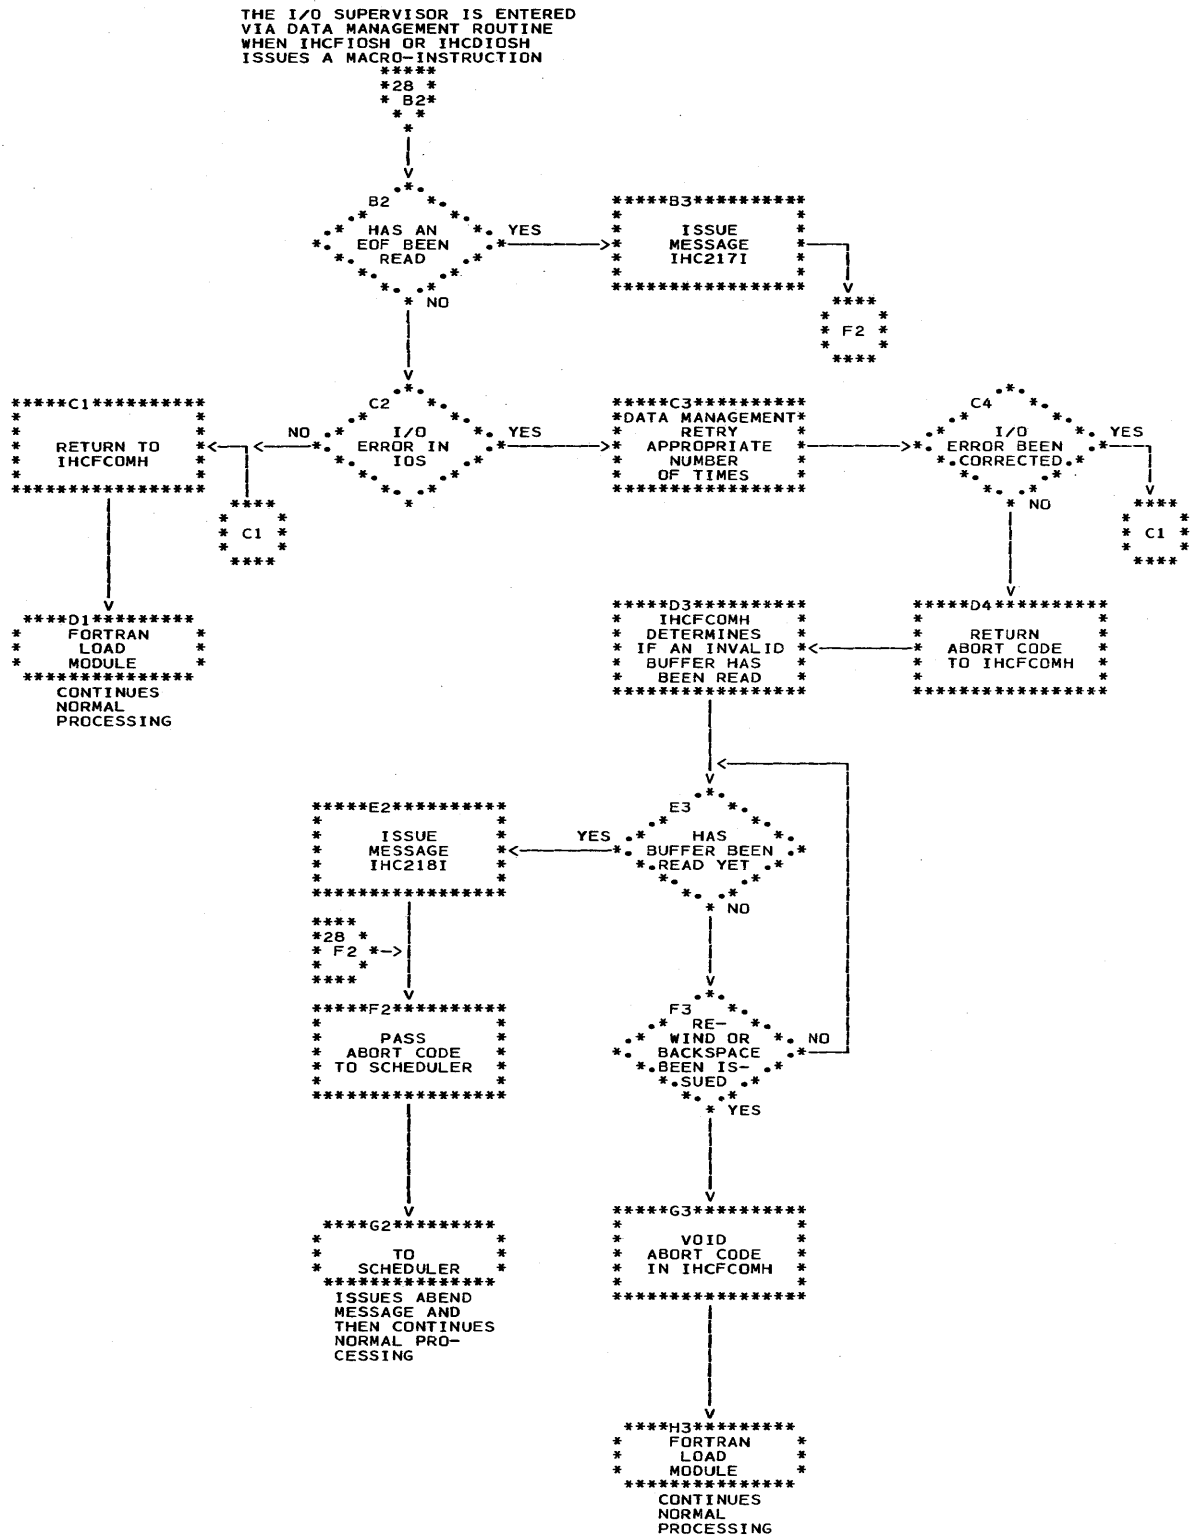 THE I/O SUPERVISOR IS ENTERED
VIA DATA MANAGEMENT ROUTINE
WHEN IHCFIOSH OR IHCDIOSH
ISSUES A MACRO-INSTRUCTION
28
B2
B2
HAS AN
EOF BEEN
READ
YES
NO
B3
ISSUE
MESSAGE
IHC217I
F2
C1
RETURN TO
IHCFCOMH
C1
NO
C2
I/O
ERROR IN
IOS
YES
C3
DATA MANAGEMENT
RETRY
APPROPRIATE
NUMBER
OF TIMES
C4
I/O
ERROR BEEN
CORRECTED
YES
NO
C1
D1
FORTRAN
LOAD
MODULE
CONTINUES
NORMAL
PROCESSING
D3
IHCFCOMH
DETERMINES
IF AN INVALID
BUFFER HAS
BEEN READ
D4
RETURN
ABORT CODE
TO IHCFCOMH
E2
ISSUE
MESSAGE
IHC218I
YES
E3
HAS
BUFFER BEEN
READ YET
NO
28
F2
F2
PASS
ABORT CODE
TO SCHEDULER
F3
RE-
WIND OR
BACKSPACE
BEEN IS-
SUED
NO
YES
G2
TO
SCHEDULER
ISSUES ABEND
MESSAGE AND
THEN CONTINUES
NORMAL PRO-
CESSING
G3
VOID
ABORT CODE
IN IHCFCOMH
H3
FORTRAN
LOAD
MODULE
CONTINUES
NORMAL
PROCESSING